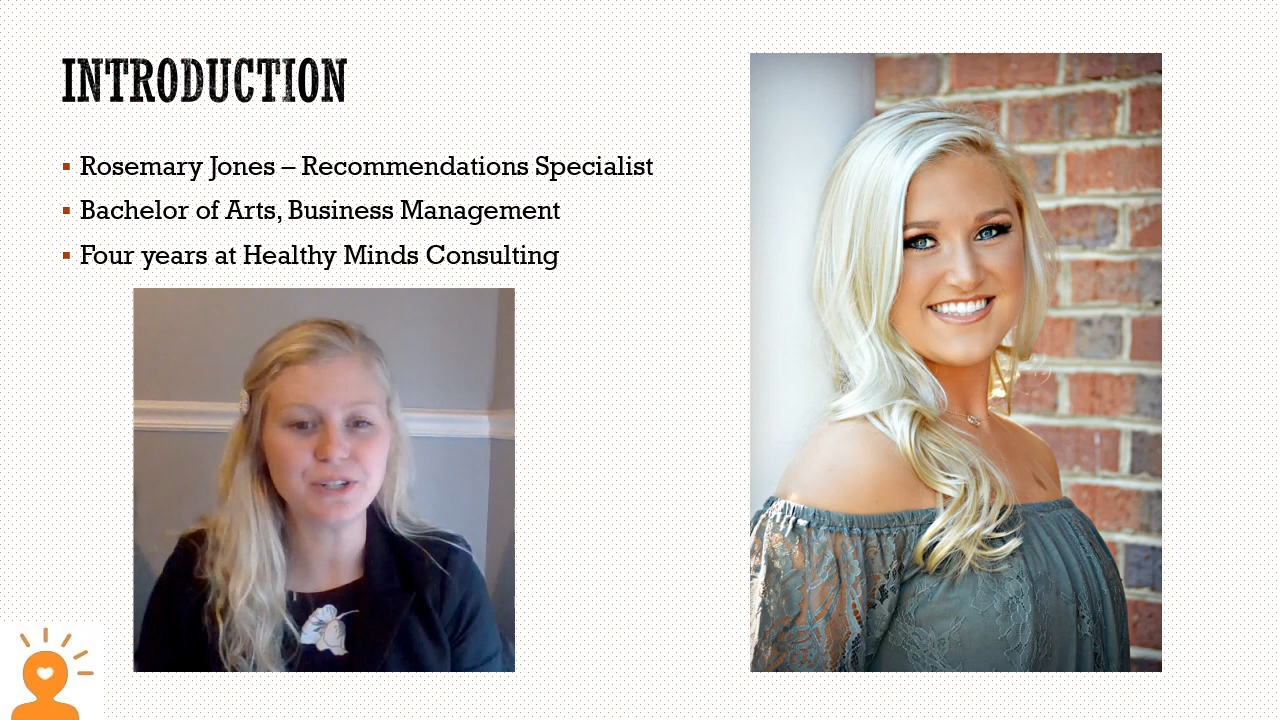 INTRODUCTION
Rosemary Jones – Recommendations Specialist
Bachelor of Arts, Business Management
Four years at Healthy Minds Consulting